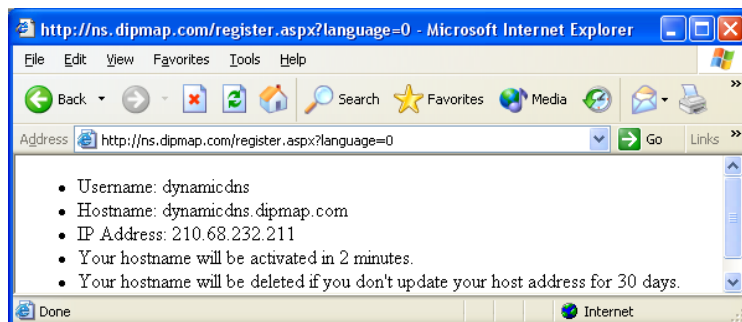 http://ns.dipmap.com/register.aspx?language=0 - Microsoft Internet Explorer
File Edit View Favorites Tools Help
Back Search Favorites Media »
Address http://ns.dipmap.com/register.aspx?language=0 Go Links »
• Username: dynamicdns
• Hostname: dynamicdns.dipmap.com
• IP Address: 210.68.232.211
• Your hostname will be activated in 2 minutes.
• Your hostname will be deleted if you don't update your host address for 30 days.
Done Internet